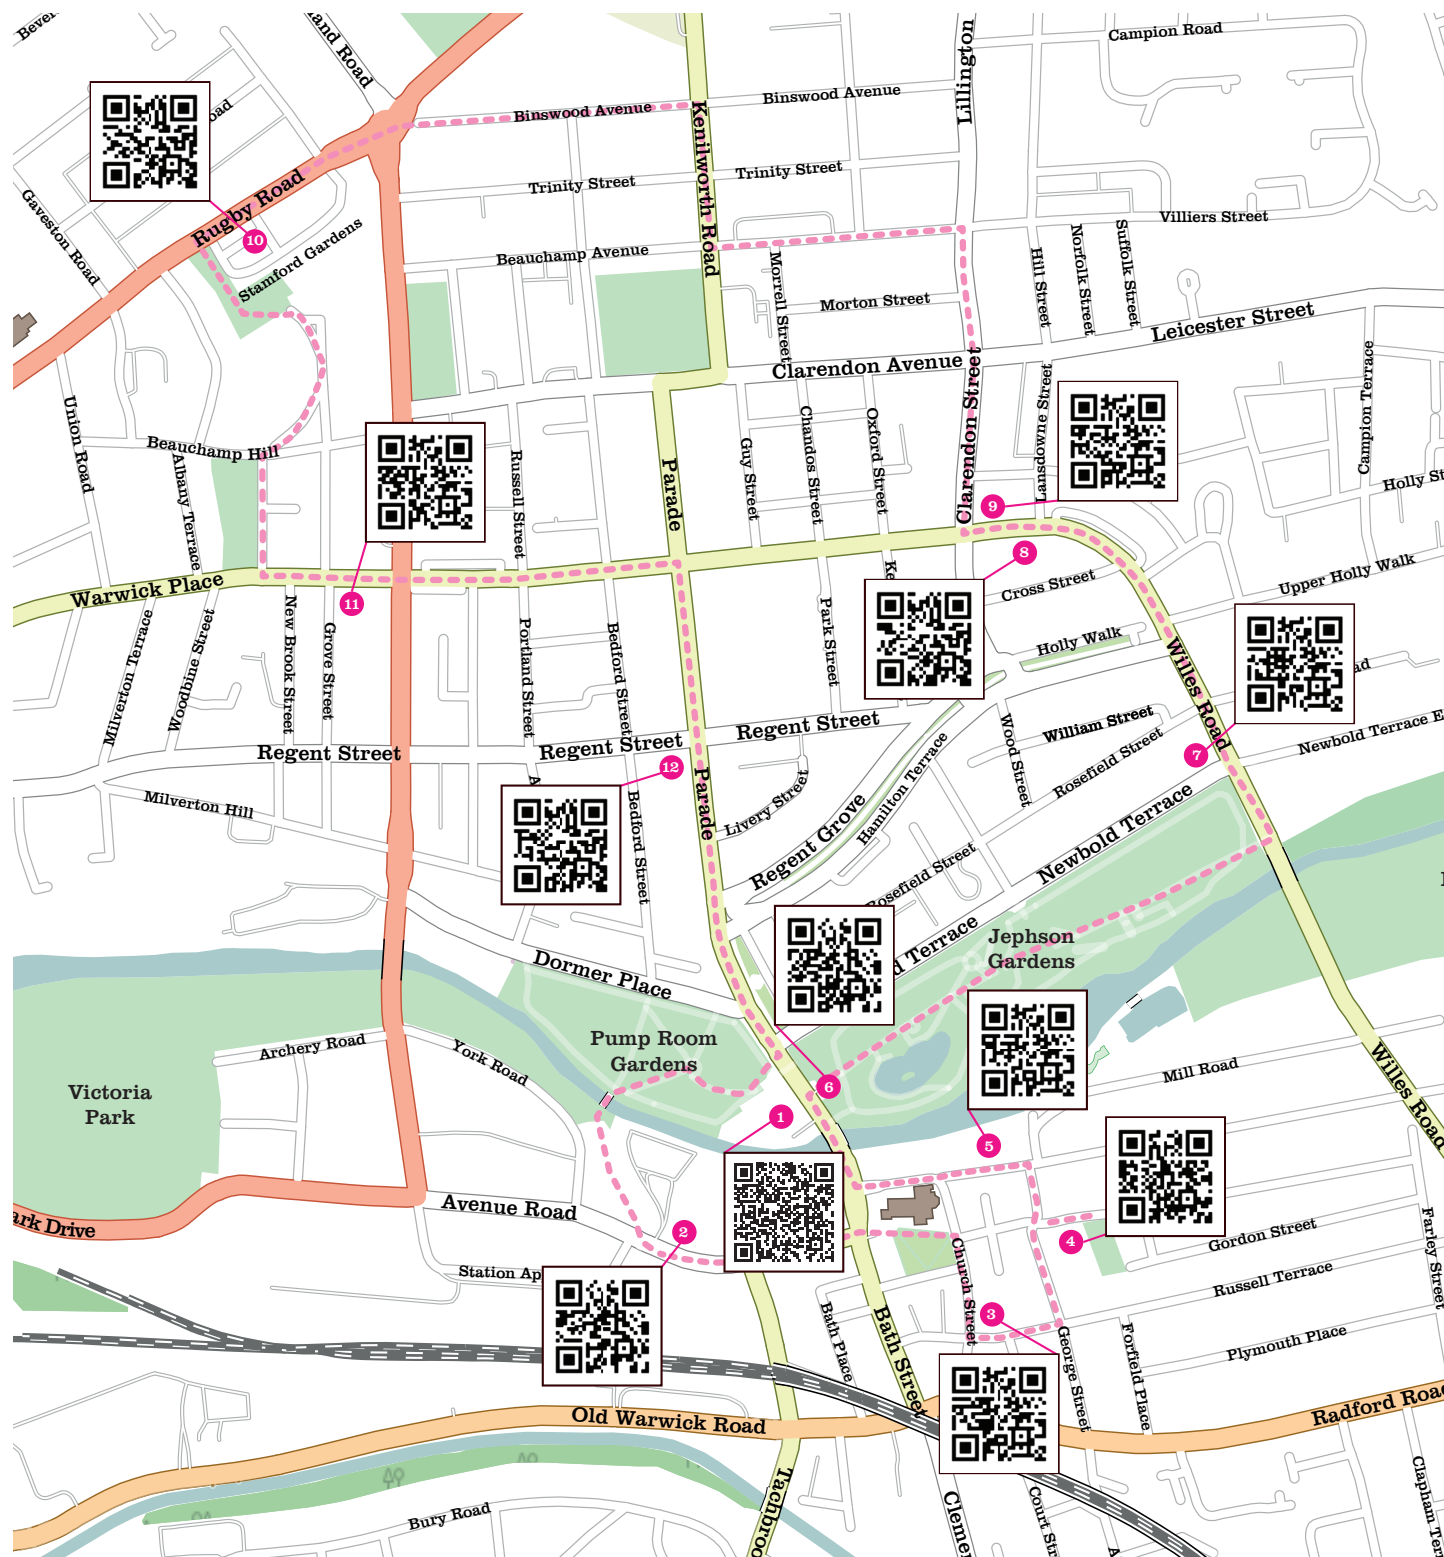 Campion Road
Lillington
Binswood Avenue
Binswood Avenue
Kenilworth Road
Trinity Street
Trinity Street
Rugby Road
Gaveston Road
10
Stamford Gardens
Villiers Street
Beauchamp Avenue
Hill Street
Norfolk Street
Suffolk Street
Morrell Street
Morton Street
Leicester Street
Clarendon Avenue
Clarendon Street
Lansdowne Street
Campion Terrace
Union Road
Beauchamp Hill
Albany Terrace
Russell Street
Parade
Guy Street
Chandos Street
Oxford Street
9
8
Warwick Place
11
Cross Street
Upper Holly Walk
Holly Walk
Milverton Terrace
Woodbine Street
New Brook Street
Grove Street
Portland Street
Bedford Street
Park Street
Willes Road
7
Regent Street
Regent Street
Regent Street
12
Wood Street
William Street
Rosefield Street
Newbold Terrace E
Milverton Hill
Parade
Livery Street
Regent Grove
Hamilton Terrace
Newbold Terrace
Bedford Street
Rosefield Street
Terrace
Jephson
Gardens
Dormer Place
Pump Room
Gardens
Archery Road
York Road
Victoria
Park
6
Mill Road
Willes Road
1
5
Avenue Road
2
4
Gordon Street
Farley Street
Church Street
Station Ap
Russell Terrace
3
Bath Place
Bath Street
George Street
Forfield Place
Plymouth Place
Old Warwick Road
Radford Road
Bury Road
Tachbroo
Clemen
Court Str
Clapham Ter